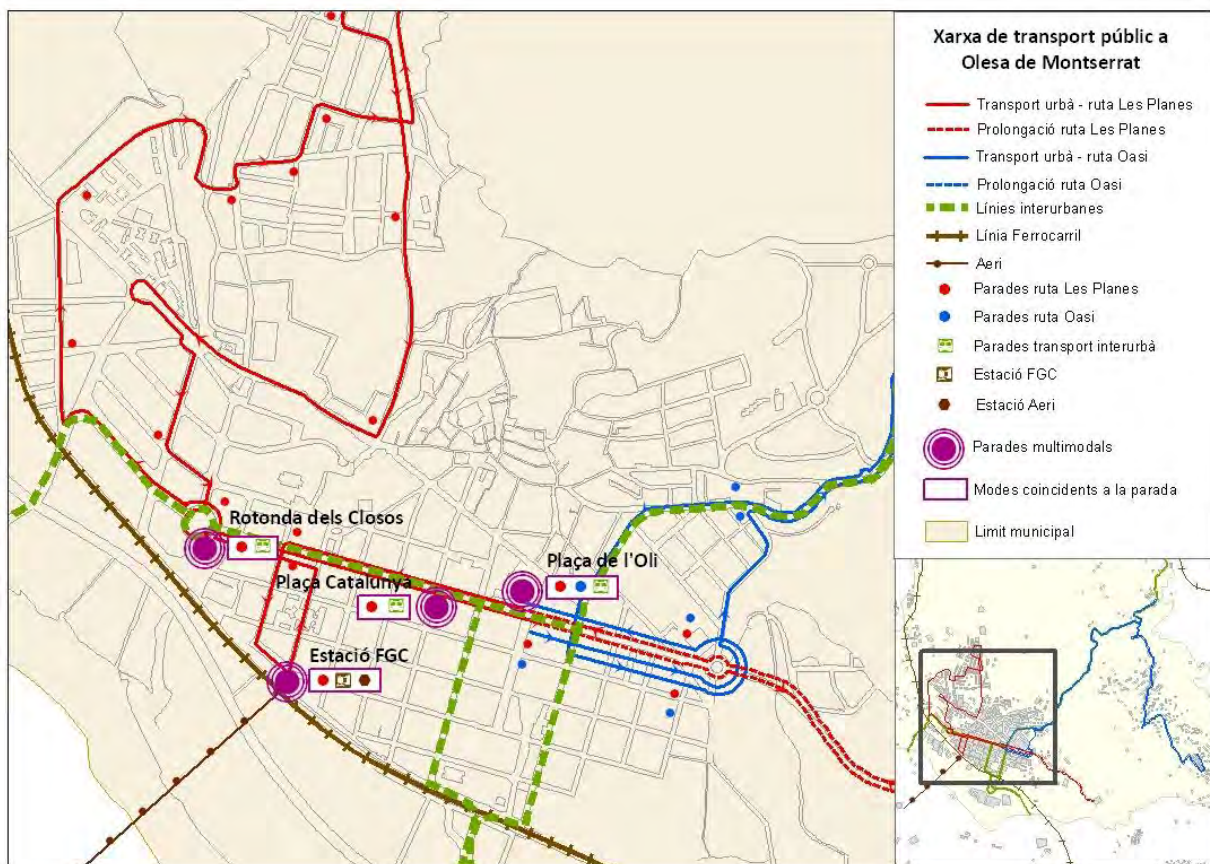 Xarxa de transport públic a
Olesa de Montserrat
Transport urbà - ruta Les Planes
Prolongació ruta Les Planes
Transport urbà - ruta Oasi
Prolongació ruta Oasi
Línies interurbanes
Línia Ferrocarril
Aeri
Parades ruta Les Planes
Parades ruta Oasi
Parades transport interurbà
Estació FGC
Estació Aeri
Parades multimodals
Modes coincidents a la parada
Limit municipal
Rotonda dels Closos
Plaça de l'Oli
Plaça Catalunya
Estació FGC